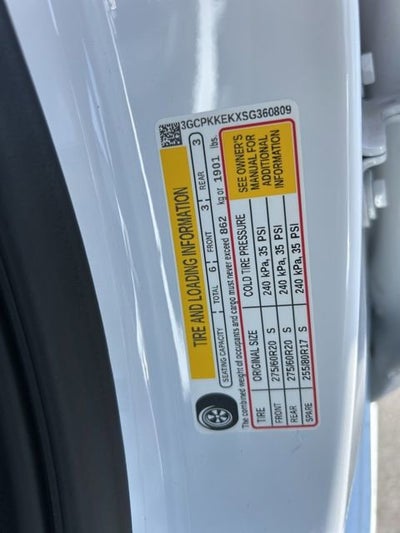 3GCPKKEKXSG360809
TIRE AND LOADING INFORMATION
SEATING CAPACITY TOTAL 6 FRONT 3 REAR 3
The combined weight of occupants and cargo must never exceed 862 kg or 1901 lbs.
TIRE ORIGINAL SIZE COLD TIRE PRESSURE
FRONT 275/60R20 S 240 kPa, 35 PSI
REAR 275/60R20 S 240 kPa, 35 PSI
SPARE 255/80R17 S 240 kPa, 35 PSI
SEE OWNER'S
MANUAL FOR
ADDITIONAL
INFORMATION